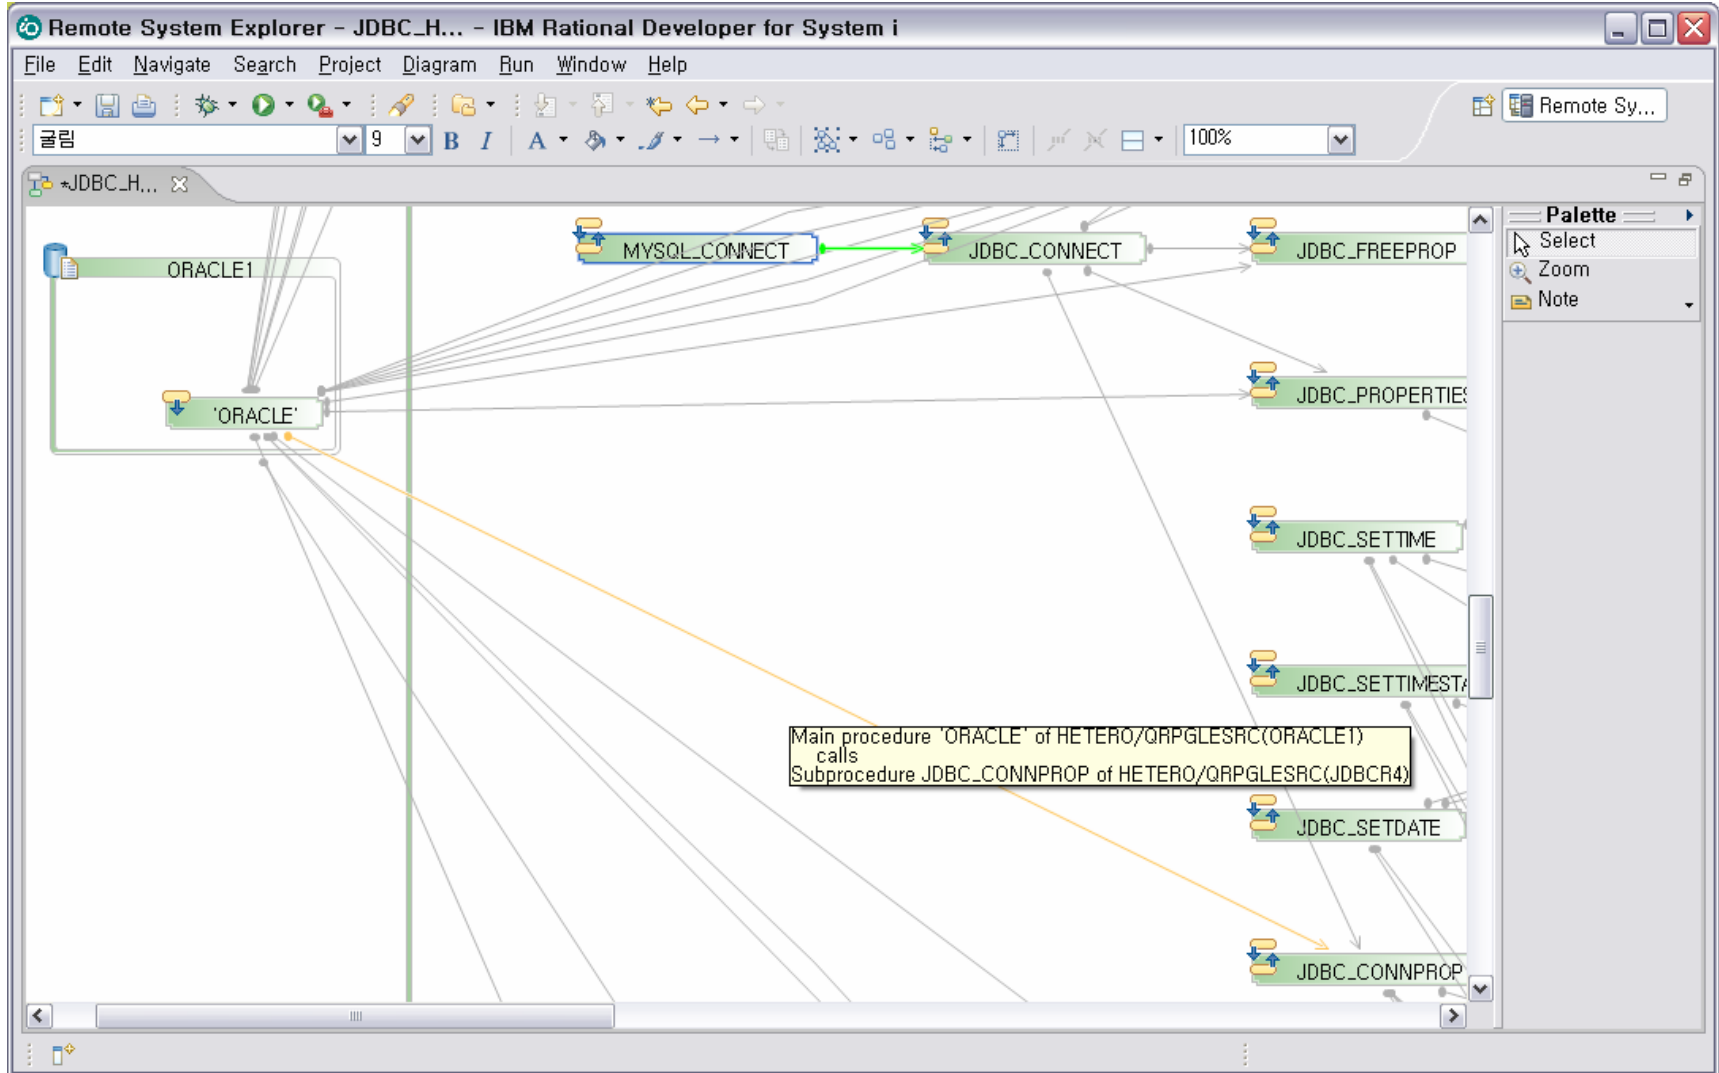 Remote System Explorer - JDBC_H... - IBM Rational Developer for System i
File Edit Navigate Search Project Diagram Run Window Help
Remote Sy...
굴림 9 B I A 100%
*JDBC_H...
Palette
Select
Zoom
Note
MYSQL_CONNECT JDBC_CONNECT JDBC_FREEPROP
ORACLE1
JDBC_PROPERTIES
'ORACLE'
JDBC_SETTIME
JDBC_SETTIMESTA
Main procedure 'ORACLE' of HETERO/QRPGLESRC(ORACLE1)
calls
Subprocedure JDBC_CONNPROP of HETERO/QRPGLESRC(JDBCR4)
JDBC_SETDATE
JDBC_CONNPROP